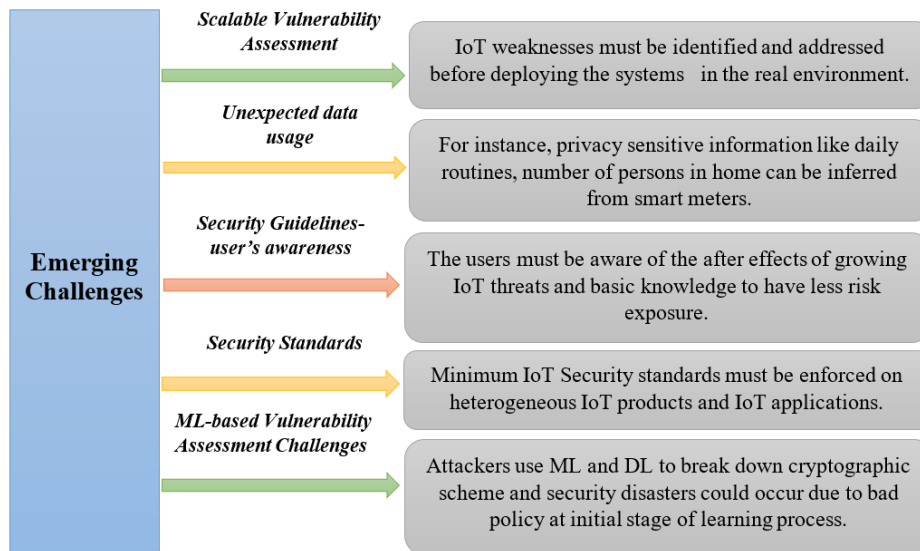 Emerging
Challenges
Scalable Vulnerability
Assessment
IoT weaknesses must be identified and addressed
before deploying the systems in the real environment.
Unexpected data
usage
For instance, privacy sensitive information like daily
routines, number of persons in home can be inferred
from smart meters.
Security Guidelines-
user’s awareness
The users must be aware of the after effects of growing
IoT threats and basic knowledge to have less risk
exposure.
Security Standards
Minimum IoT Security standards must be enforced on
heterogeneous IoT products and IoT applications.
ML-based Vulnerability
Assessment Challenges
Attackers use ML and DL to break down cryptographic
scheme and security disasters could occur due to bad
policy at initial stage of learning process.